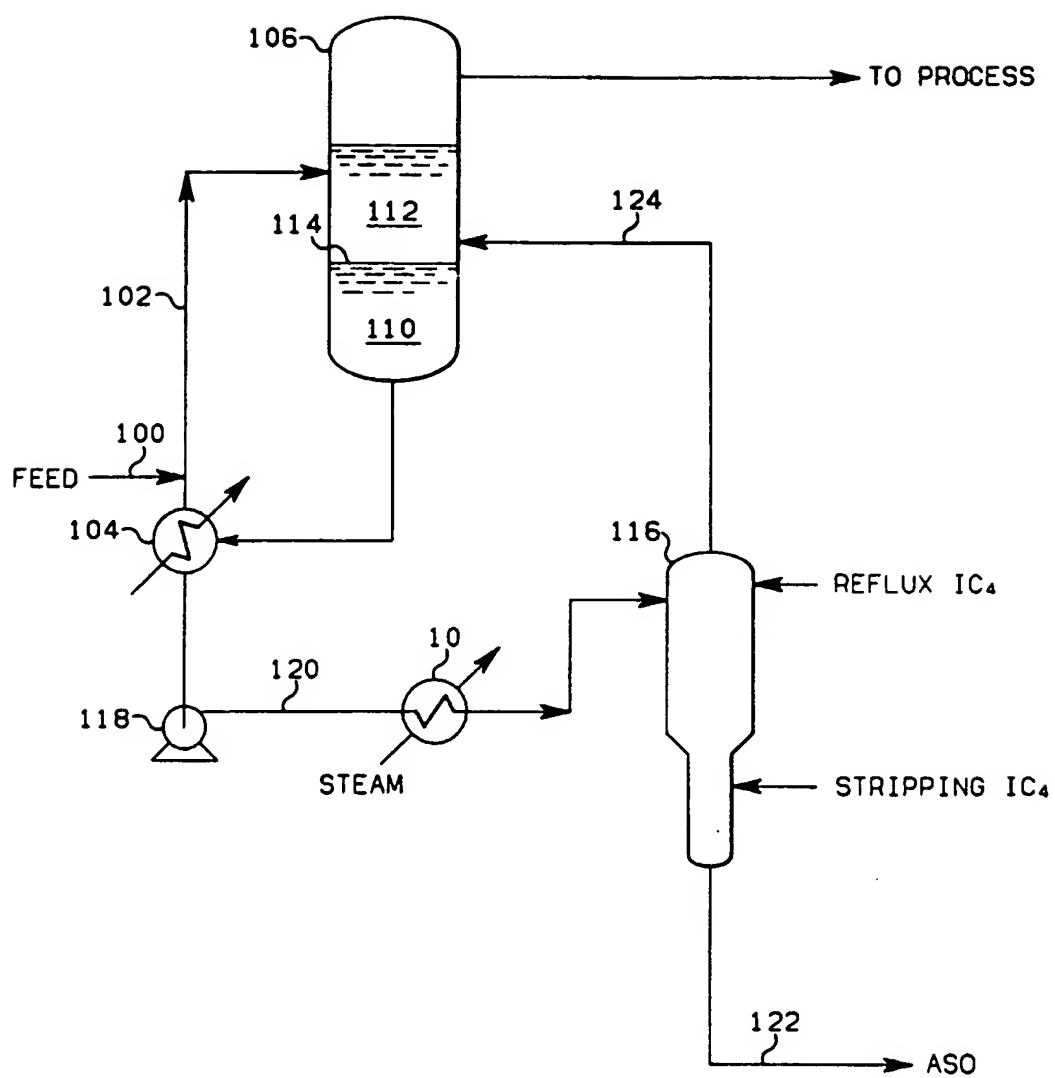 106
TO PROCESS
124
112
114
102
110
100
FEED
104
116
REFLUX IC₄
10
120
118
STEAM
STRIPPING IC₄
122
ASO